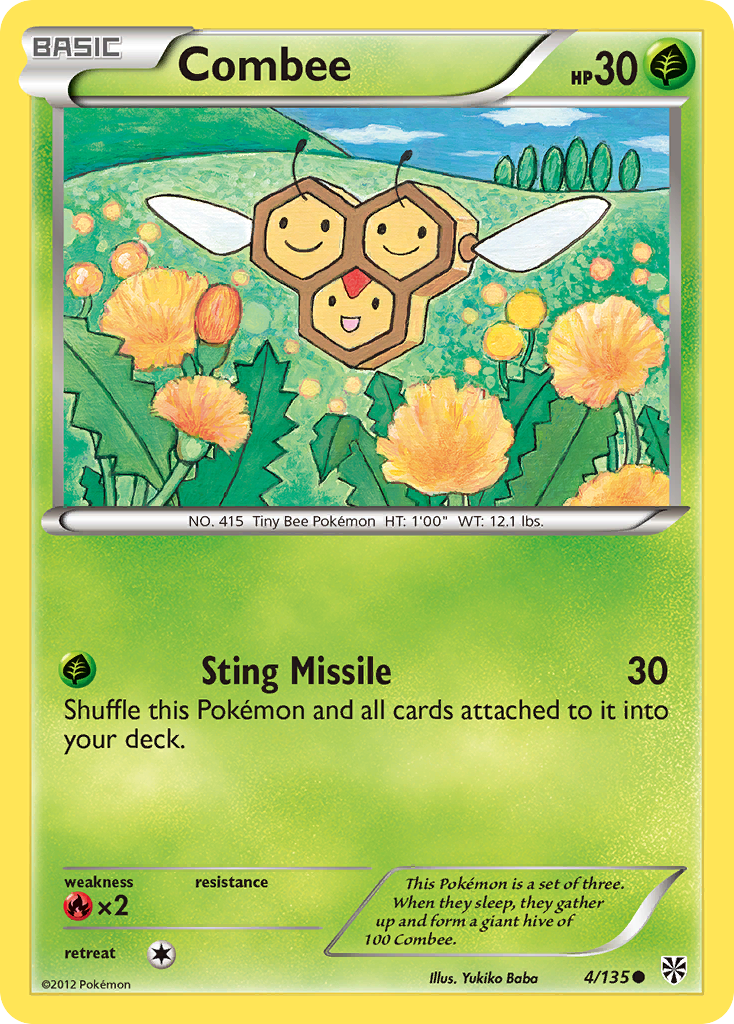 BASIC
Combee
HP30
NO. 415 Tiny Bee Pokémon HT: 1'00" WT: 12.1 lbs.
Sting Missile 30
Shuffle this Pokémon and all cards attached to it into
your deck.
weakness resistance
×2
This Pokémon is a set of three.
When they sleep, they gather
up and form a giant hive of
100 Combee.
retreat
©2012 Pokémon
Illus. Yukiko Baba
4/135